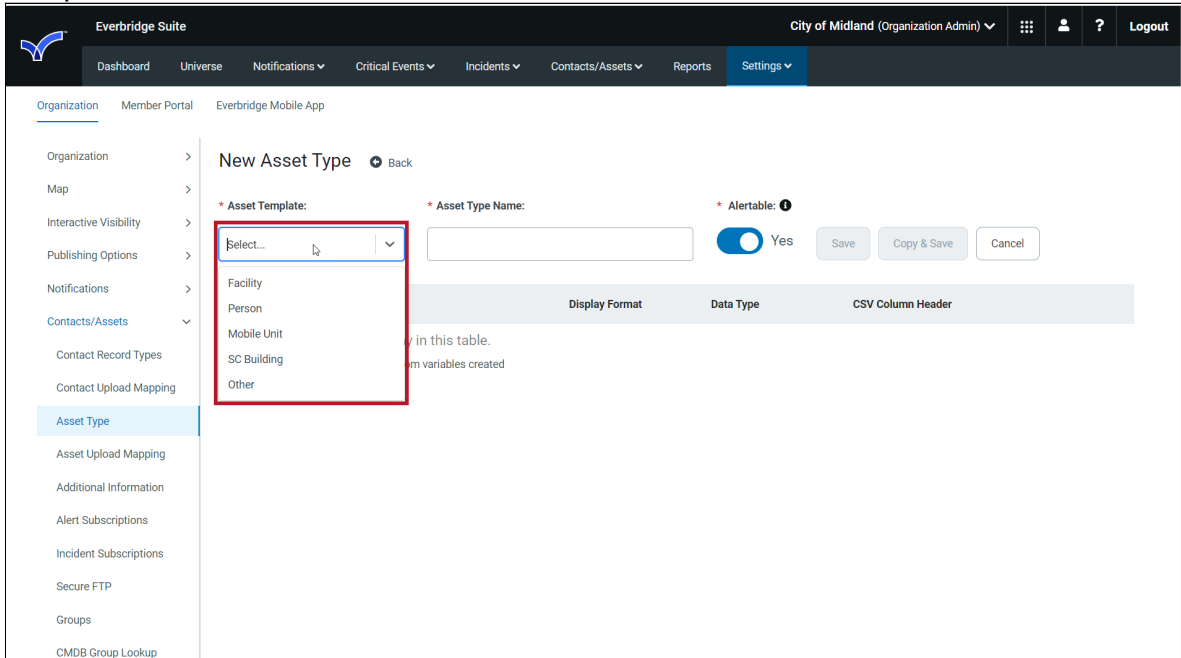 Everbridge Suite
City of Midland (Organization Admin)
? Logout
Dashboard Universe Notifications Critical Events Incidents Contacts/Assets Reports Settings
Organization Member Portal Everbridge Mobile App
Organization
Map
Interactive Visibility
Publishing Options
Notifications
Contacts/Assets
Contact Record Types
Contact Upload Mapping
Asset Type
Asset Upload Mapping
Additional Information
Alert Subscriptions
Incident Subscriptions
Secure FTP
Groups
CMDB Group Lookup
New Asset Type Back
* Asset Template: * Asset Type Name: * Alertable:
Select... Yes Save Copy & Save Cancel
Facility
Person
Mobile Unit
SC Building
Other
Display Format Data Type CSV Column Header
in this table.
variables created